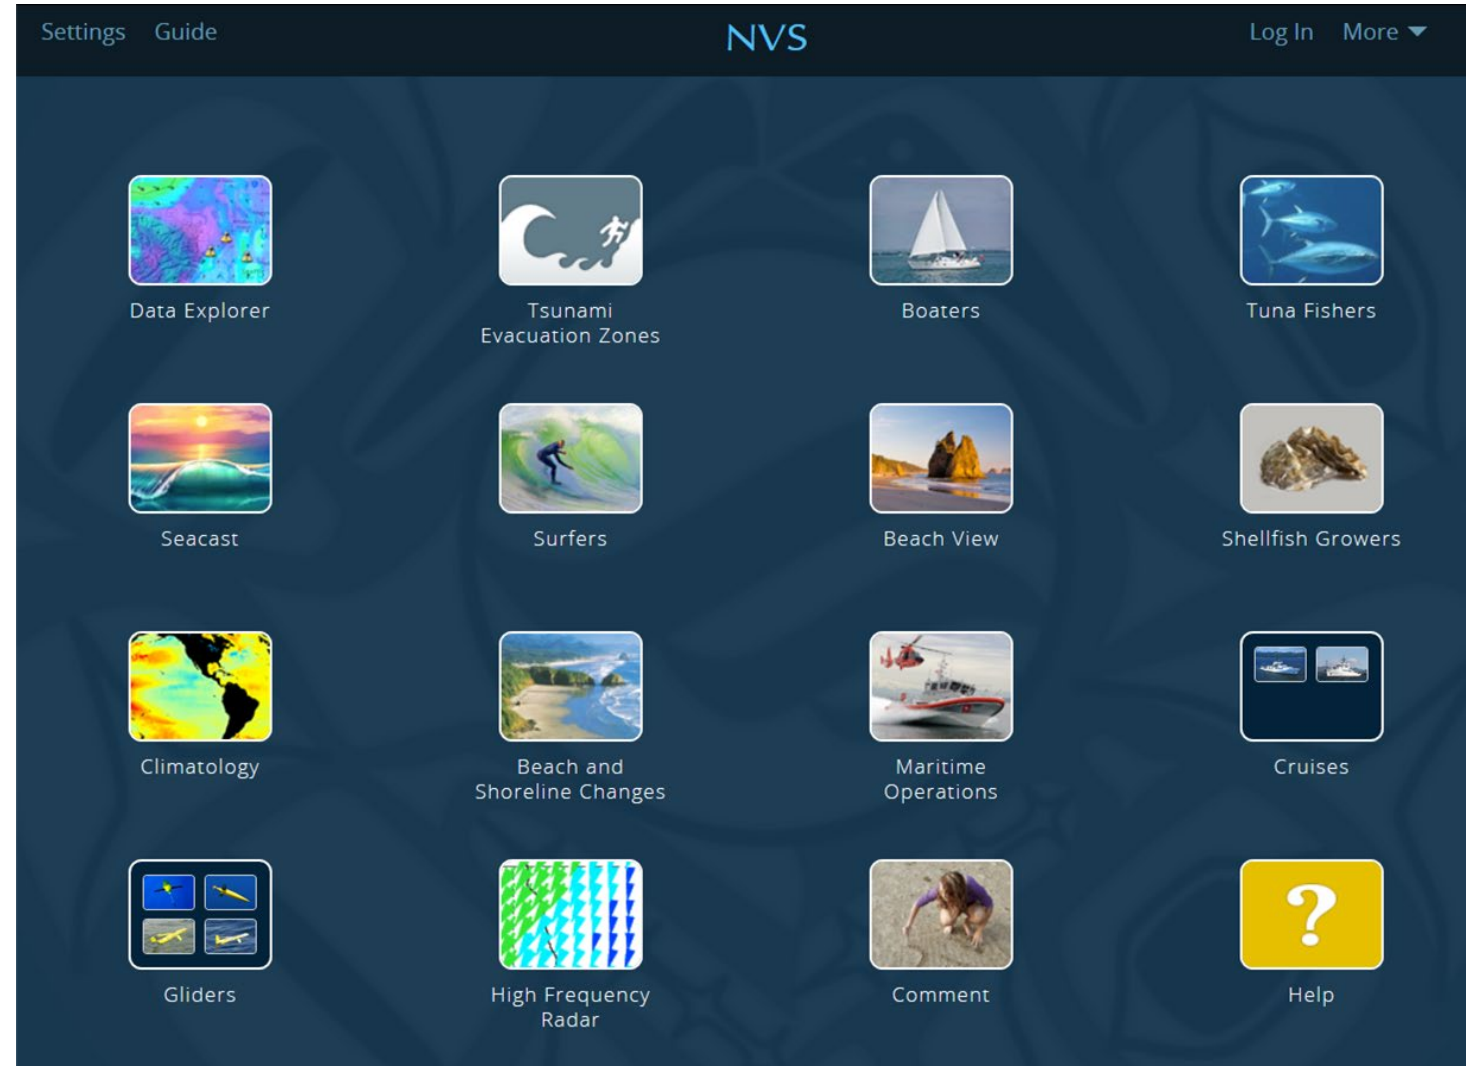 Settings Guide NVS Log In More
Data Explorer
Tsunami
Evacuation Zones
Boaters
Tuna Fishers
Seacast
Surfers
Beach View
Shellfish Growers
Climatology
Beach and
Shoreline Changes
Maritime
Operations
Cruises
Gliders
High Frequency
Radar
Comment
?
Help